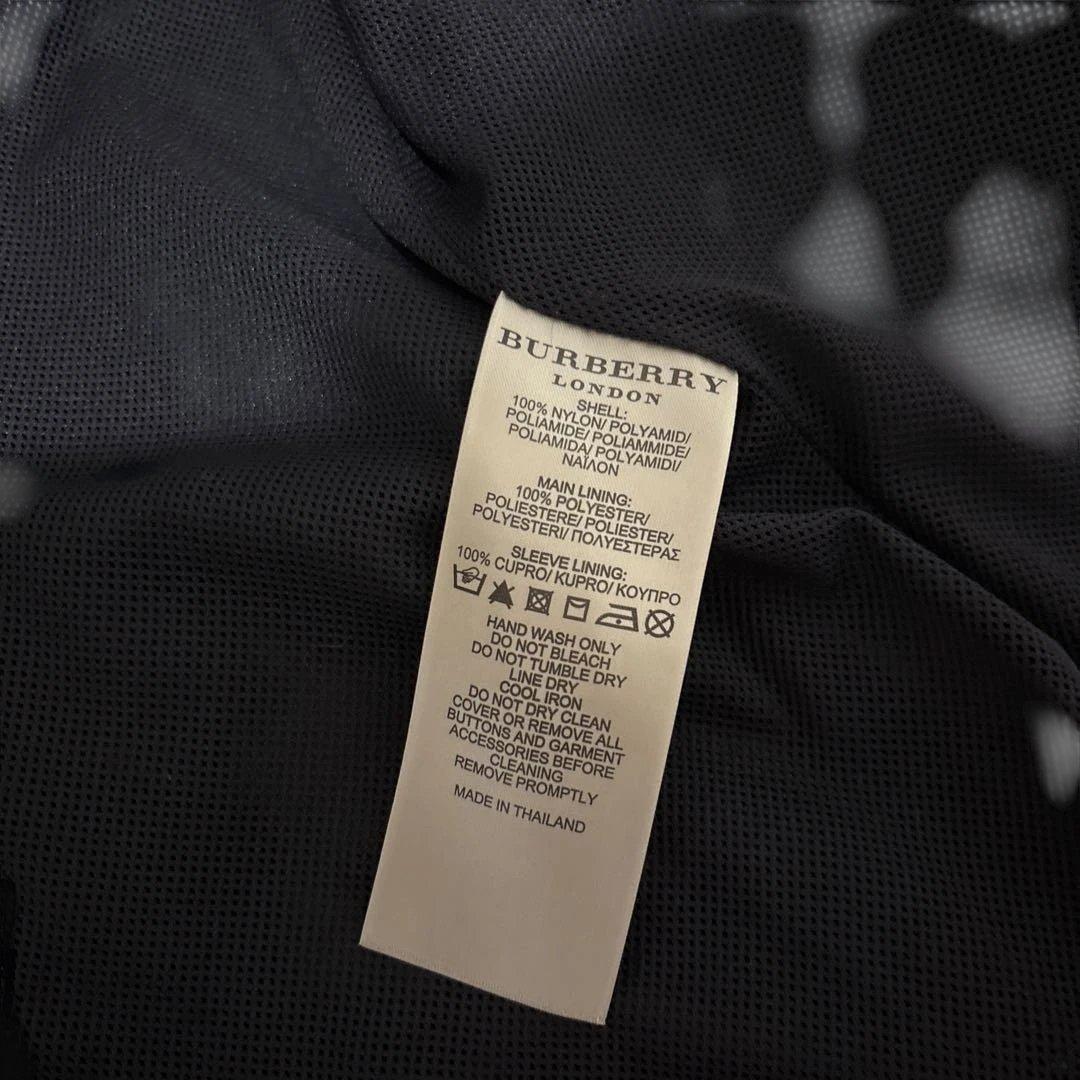 BURBERRY
LONDON
SHELL:
100% NYLON/ POLYAMID/
POLIAMIDE/ POLIAMMIDE/
POLIAMIDA/ POLYAMIDI/
ΝΑΪΛΟΝ
MAIN LINING:
100% POLYESTER/
POLIESTERE/ POLIESTER/
POLYESTERI/ ΠΟΛΥΕΣΤΕΡΑΣ
SLEEVE LINING:
100% CUPRO/ KUPRO/ ΚΟΥΠΡΟ
HAND WASH ONLY
DO NOT BLEACH
DO NOT TUMBLE DRY
LINE DRY
COOL IRON
DO NOT DRY CLEAN
COVER OR REMOVE ALL
BUTTONS AND GARMENT
ACCESSORIES BEFORE
CLEANING
REMOVE PROMPTLY
MADE IN THAILAND